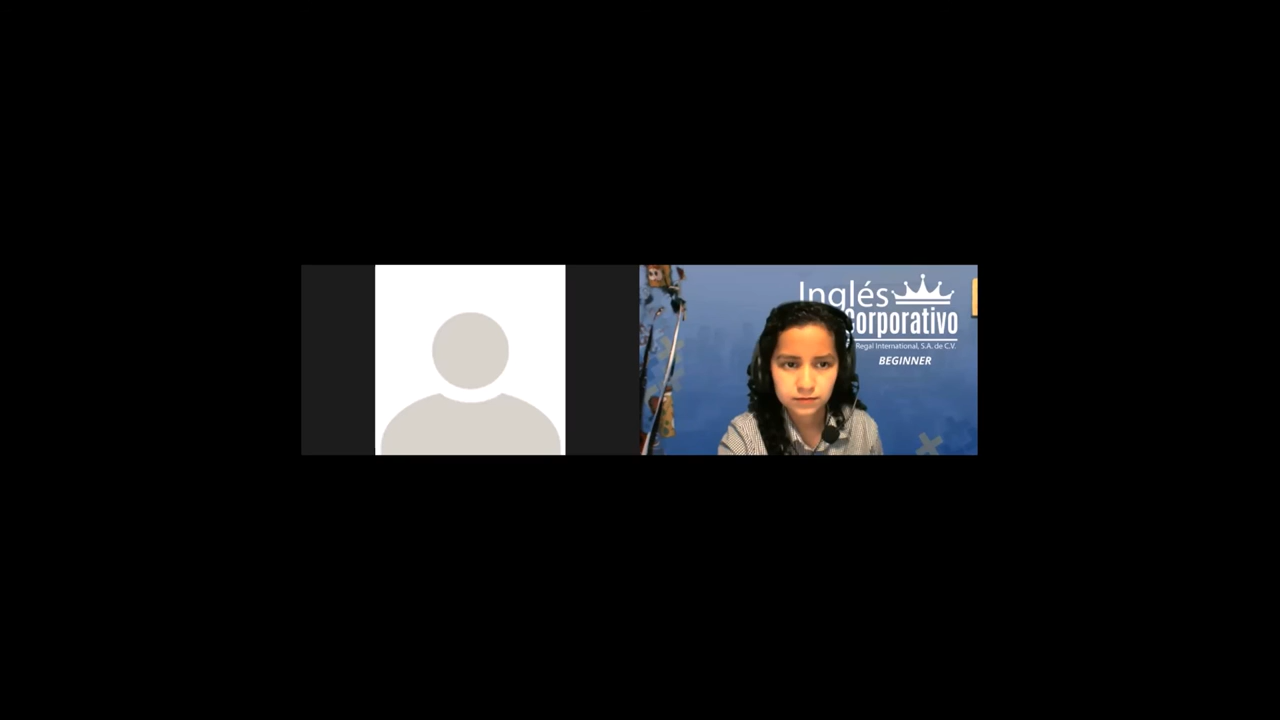 Inglés
Corporativo
Regal International, S.A. de C.V.
BEGINNER